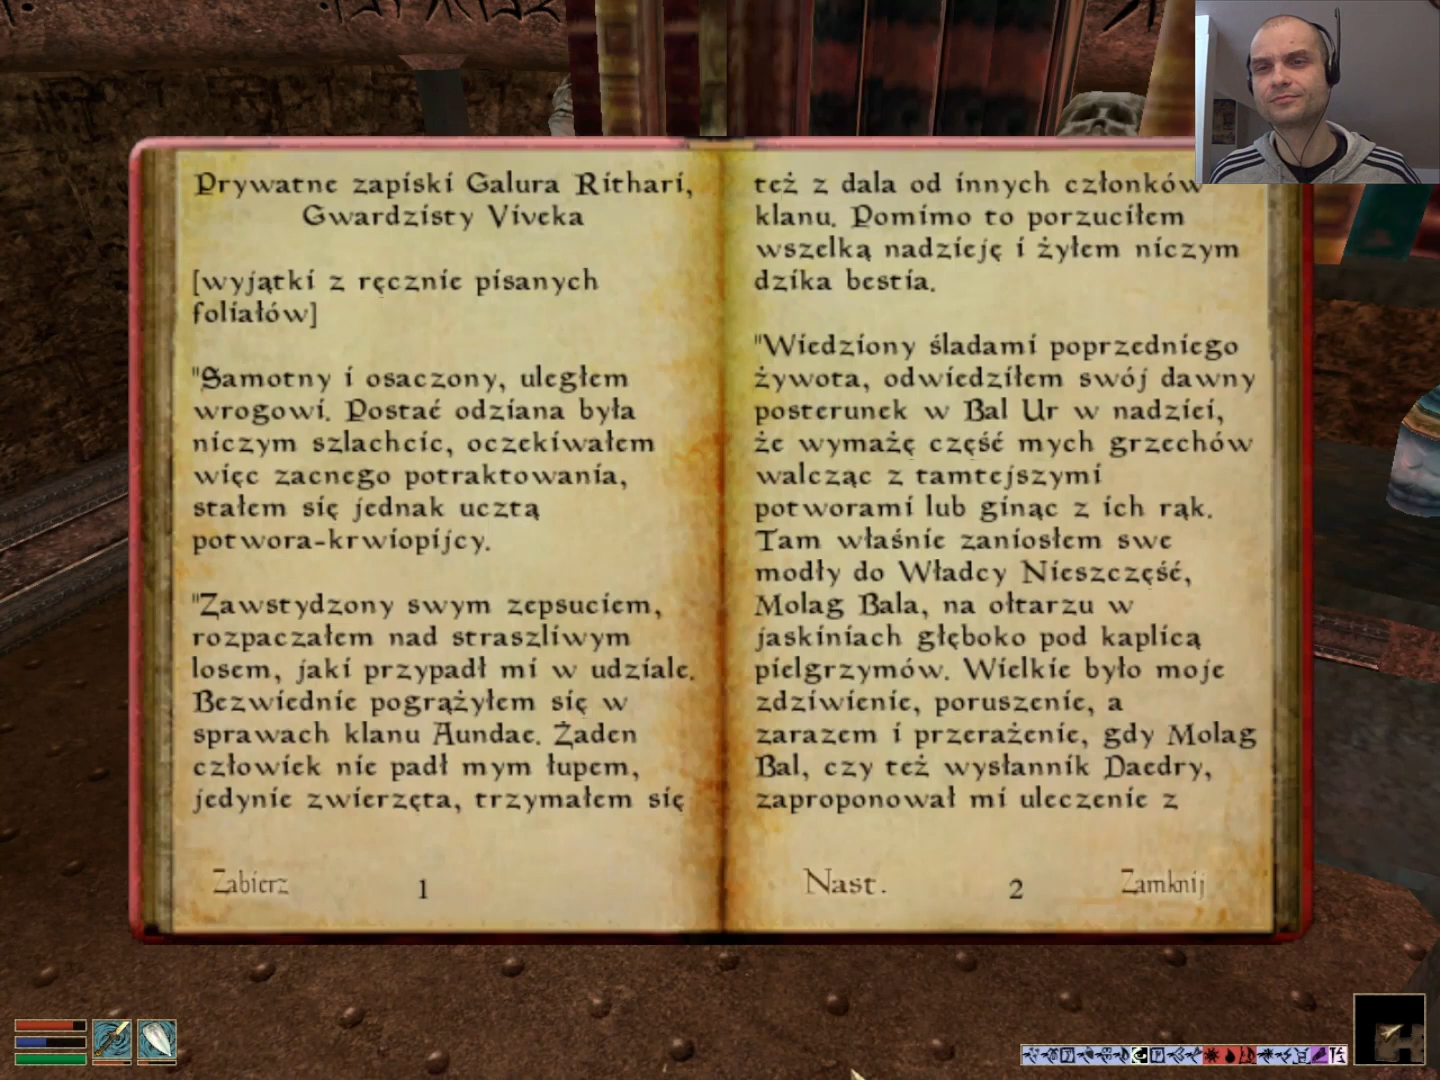 Prywatne zapiski Galura Rithari,
Gwardzisty Viveka
[wyjątki z ręcznie pisanych
foliałów]
"Samotny i osaczony, uległem
wrogowi. Postać odziana była
niczym szlachcic, oczekiwałem
więc zacnego potraktowania,
stałem się jednak ucztą
potwora-krwiopijcy.
"Zawstydzony swym zepsuciem,
rozpaczałem nad straszliwym
losem, jaki przypadł mi w udziale.
Bezwiednie pogrążyłem się w
sprawach klanu Aundae. Żaden
człowiek nie padł mym łupem,
jedynie zwierzęta, trzymałem się
też z dala od innych członków
klanu. Pomimo to porzuciłem
wszelką nadzieję i żyłem niczym
dzika bestia.
"Wiedziony śladami poprzedniego
żywota, odwiedziłem swój dawny
posterunek w Bal Ur w nadziei,
że wymażę część mych grzechów
walcząc z tamtejszymi
potworami lub ginąc z ich rąk.
Tam właśnie zaniosłem swe
modły do Władcy Nieszczęść,
Molag Bala, na ołtarzu w
jaskiniach głęboko pod kaplicą
pielgrzymów. Wielkie było moje
zdziwienie, poruszenie, a
zarazem i przerażenie, gdy Molag
Bal, czy też wysłannik Daedry,
zaproponował mi uleczenie z
Zabierz
1
Nast.
2
Zamknij